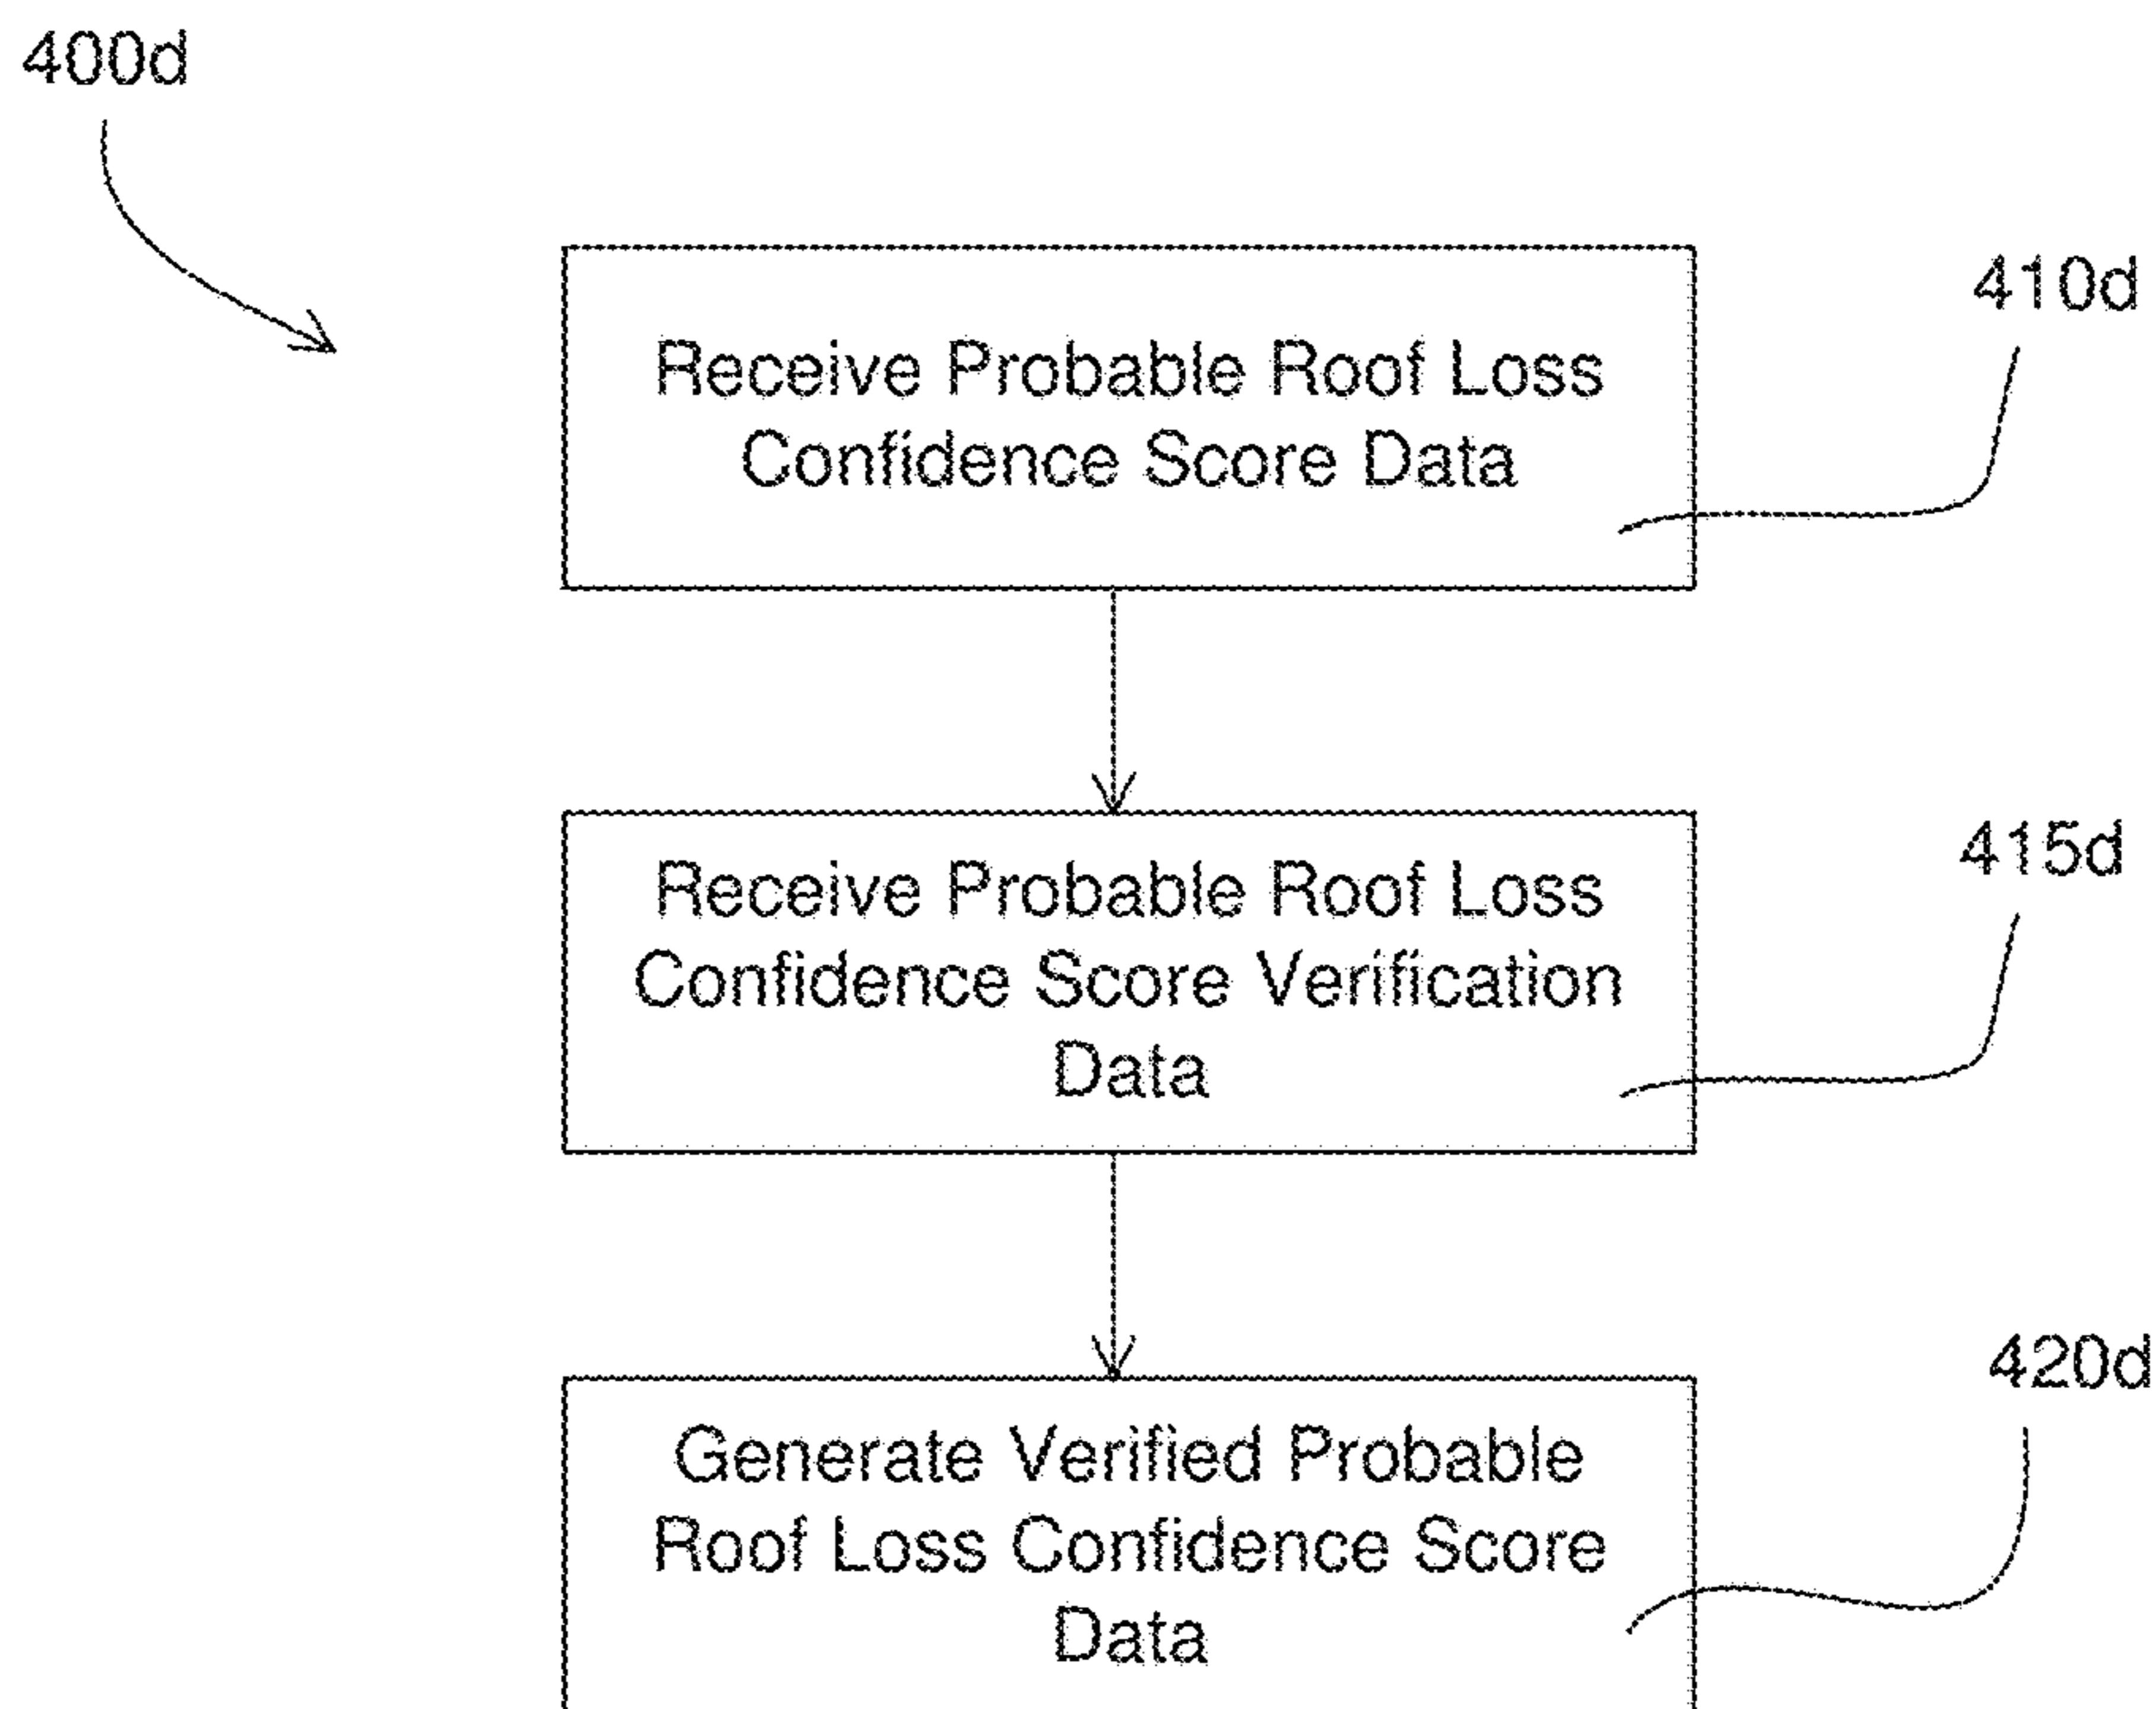 400d
410d
Receive Probable Roof Loss
Confidence Score Data
415d
Receive Probable Roof Loss
Confidence Score Verification
Data
420d
Generate Verified Probable
Roof Loss Confidence Score
Data